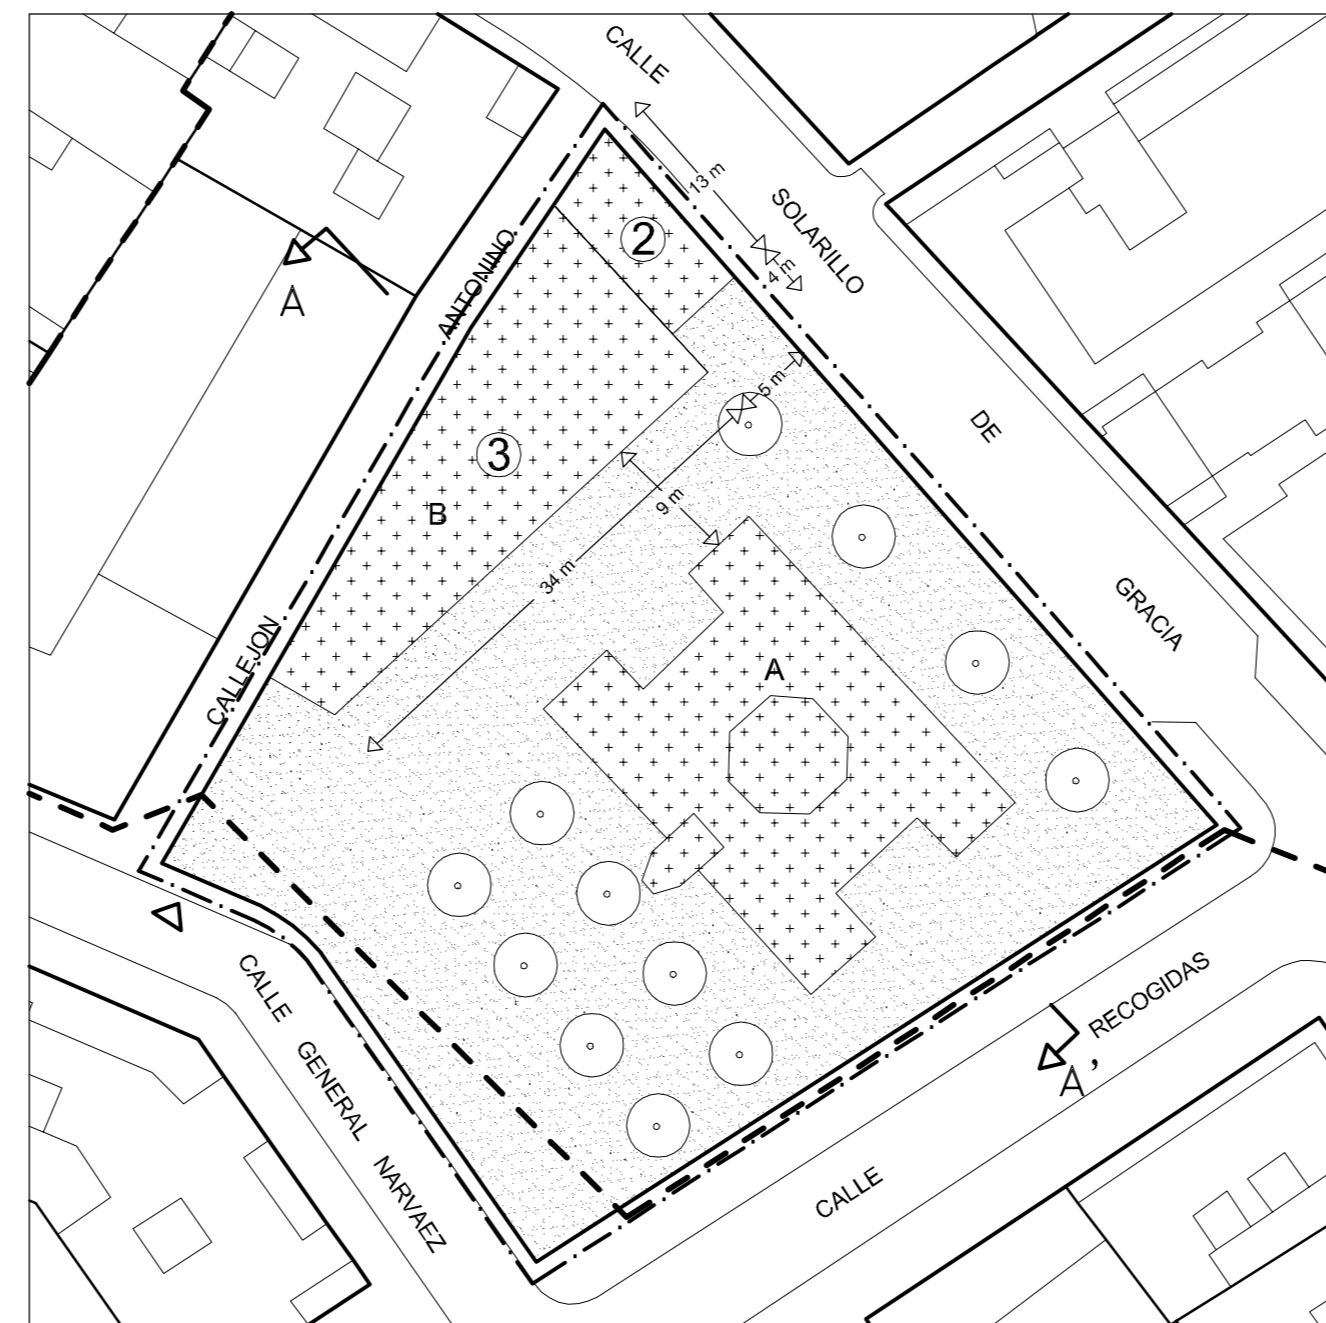 CALLE
SOLARILLO
DE
GRACIA
13 m
4 m
2
ANTONINO
A
5 m
3
B
9 m
34 m
A
CALLEJON
CALLE
GENERAL
NARVAEZ
RECOGIDAS
A'
CALLE